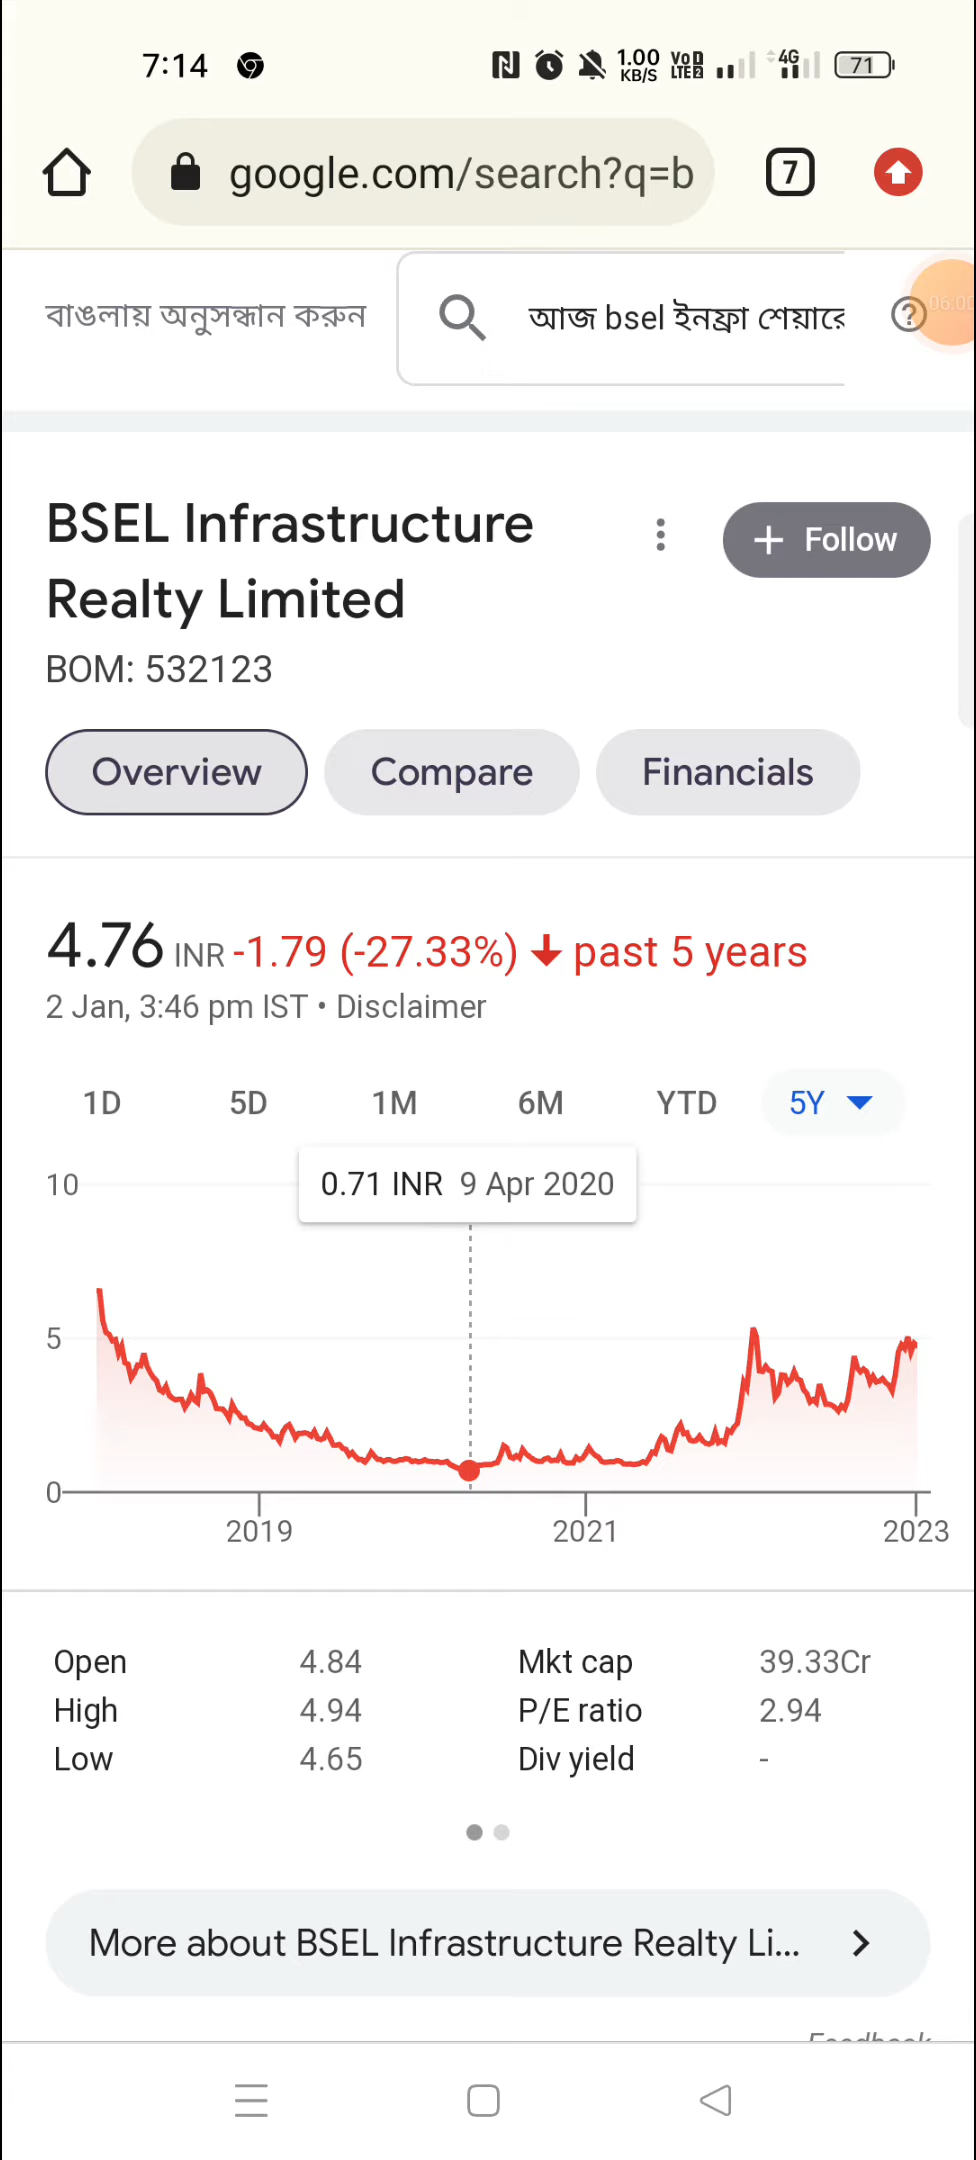 7:14
1.00 KB/S VoD LTE2 4G 71
google.com/search?q=b
7
বাঙলায় অনুসন্ধান করুন
আজ bsel ইনফ্রা শেয়ারে
06:00
BSEL Infrastructure
Realty Limited
+ Follow
BOM: 532123
Overview Compare Financials
4.76 INR -1.79 (-27.33%) ↓ past 5 years
2 Jan, 3:46 pm IST • Disclaimer
1D 5D 1M 6M YTD 5Y
0.71 INR 9 Apr 2020
10
5
0
2019 2021 2023
Open 4.84 Mkt cap 39.33Cr
High 4.94 P/E ratio 2.94
Low 4.65 Div yield -
More about BSEL Infrastructure Realty Li...
Feedback